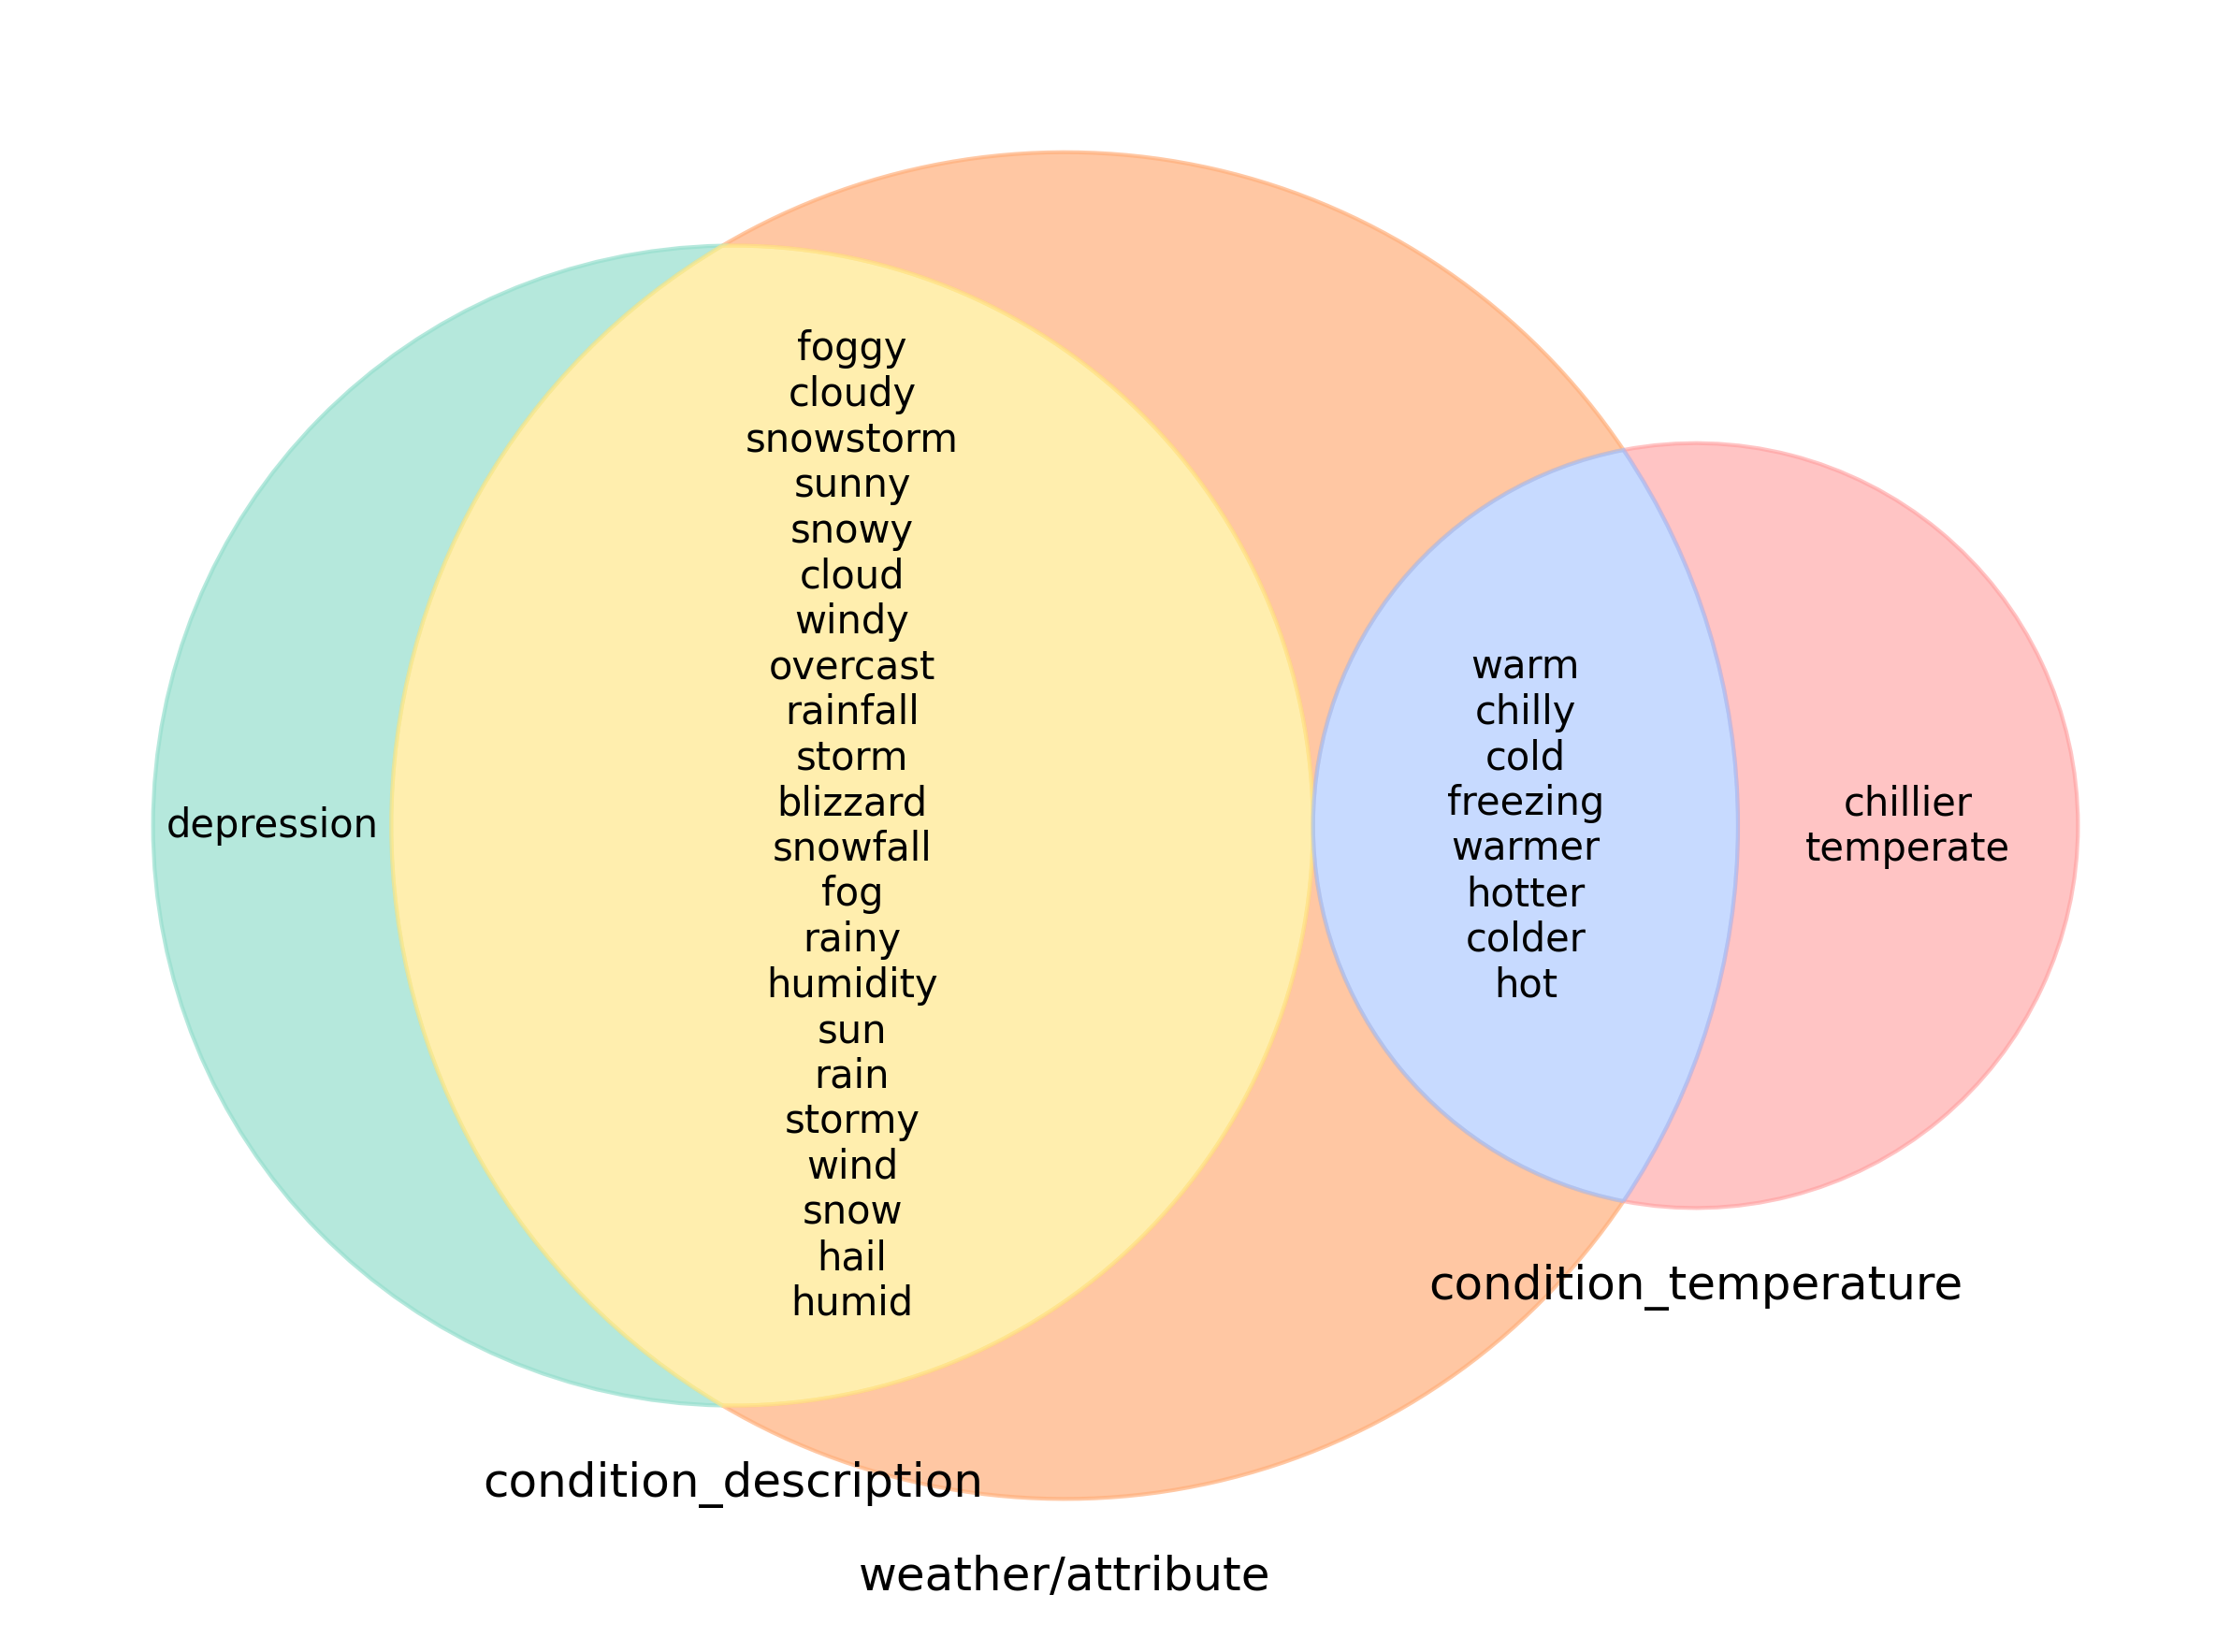 foggy
cloudy
snowstorm
sunny
snowy
cloud
windy
overcast
rainfall
storm
blizzard
snowfall
fog
rainy
humidity
sun
rain
stormy
wind
snow
hail
humid
depression
warm
chilly
cold
freezing
warmer
hotter
colder
hot
chillier
temperate
condition_temperature
condition_description
weather/attribute